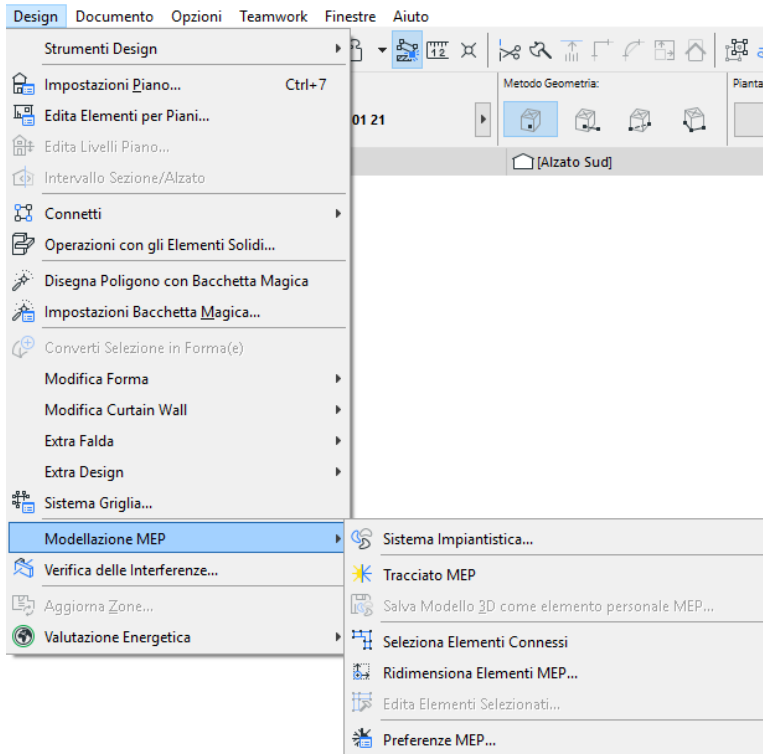 Design Documento Opzioni Teamwork Finestre Aiuto
Strumenti Design
Impostazioni Piano... Ctrl+7
Edita Elementi per Piani...
Edita Livelli Piano...
Intervallo Sezione/Alzato
Connetti
Operazioni con gli Elementi Solidi...
Disegna Poligono con Bacchetta Magica
Impostazioni Bacchetta Magica...
Converti Selezione in Forma(e)
Modifica Forma
Modifica Curtain Wall
Extra Falda
Extra Design
Sistema Griglia...
Modellazione MEP
Verifica delle Interferenze...
Aggiorna Zone...
Valutazione Energetica
1 2
Metodo Geometria:
Pianta
01 21
[Alzato Sud]
Sistema Impiantistica...
Tracciato MEP
Salva Modello 3D come elemento personale MEP...
Seleziona Elementi Connessi
Ridimensiona Elementi MEP...
Edita Elementi Selezionati...
Preferenze MEP...